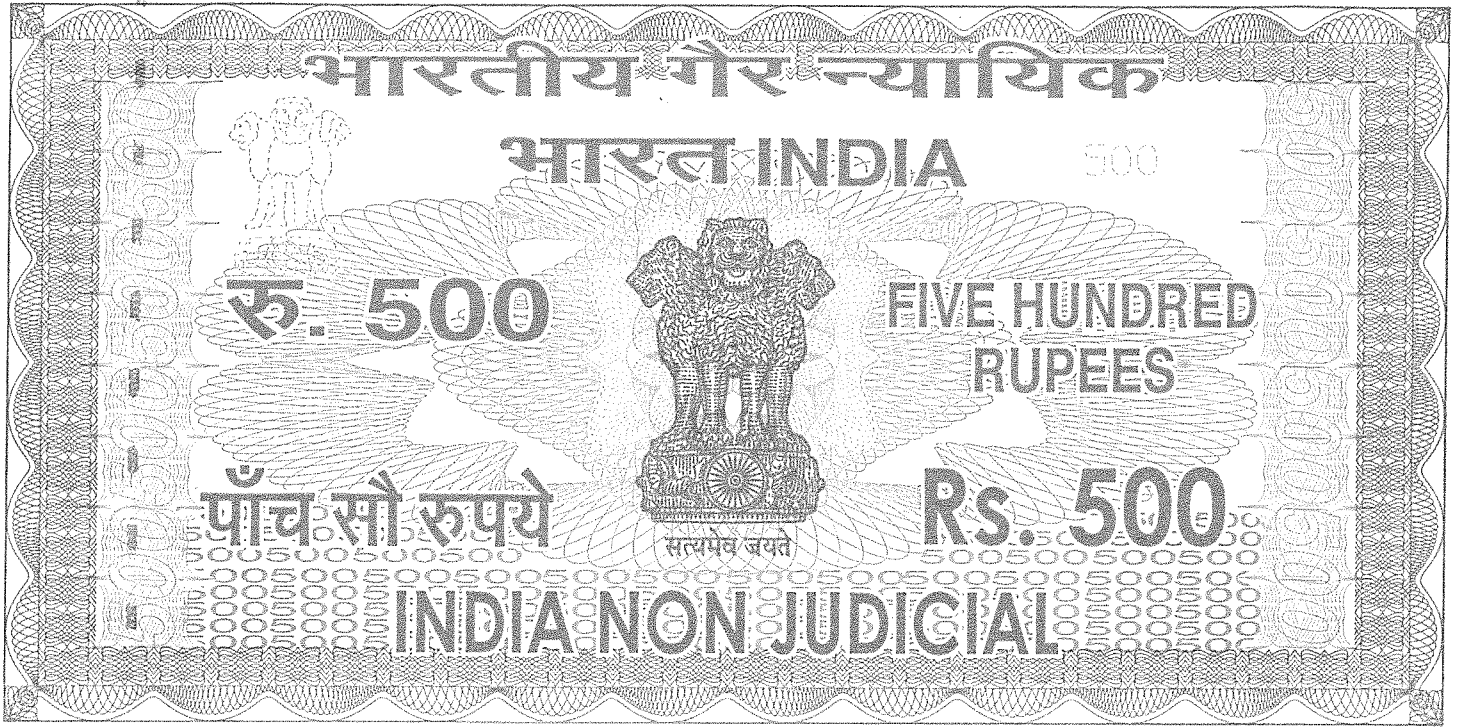 भारतीय गैर न्यायिक
भारत INDIA
500
रु. 500
FIVE HUNDRED
RUPEES
पाँच सौ रुपये
Rs. 500
सत्यमेव जयते
INDIA NON JUDICIAL